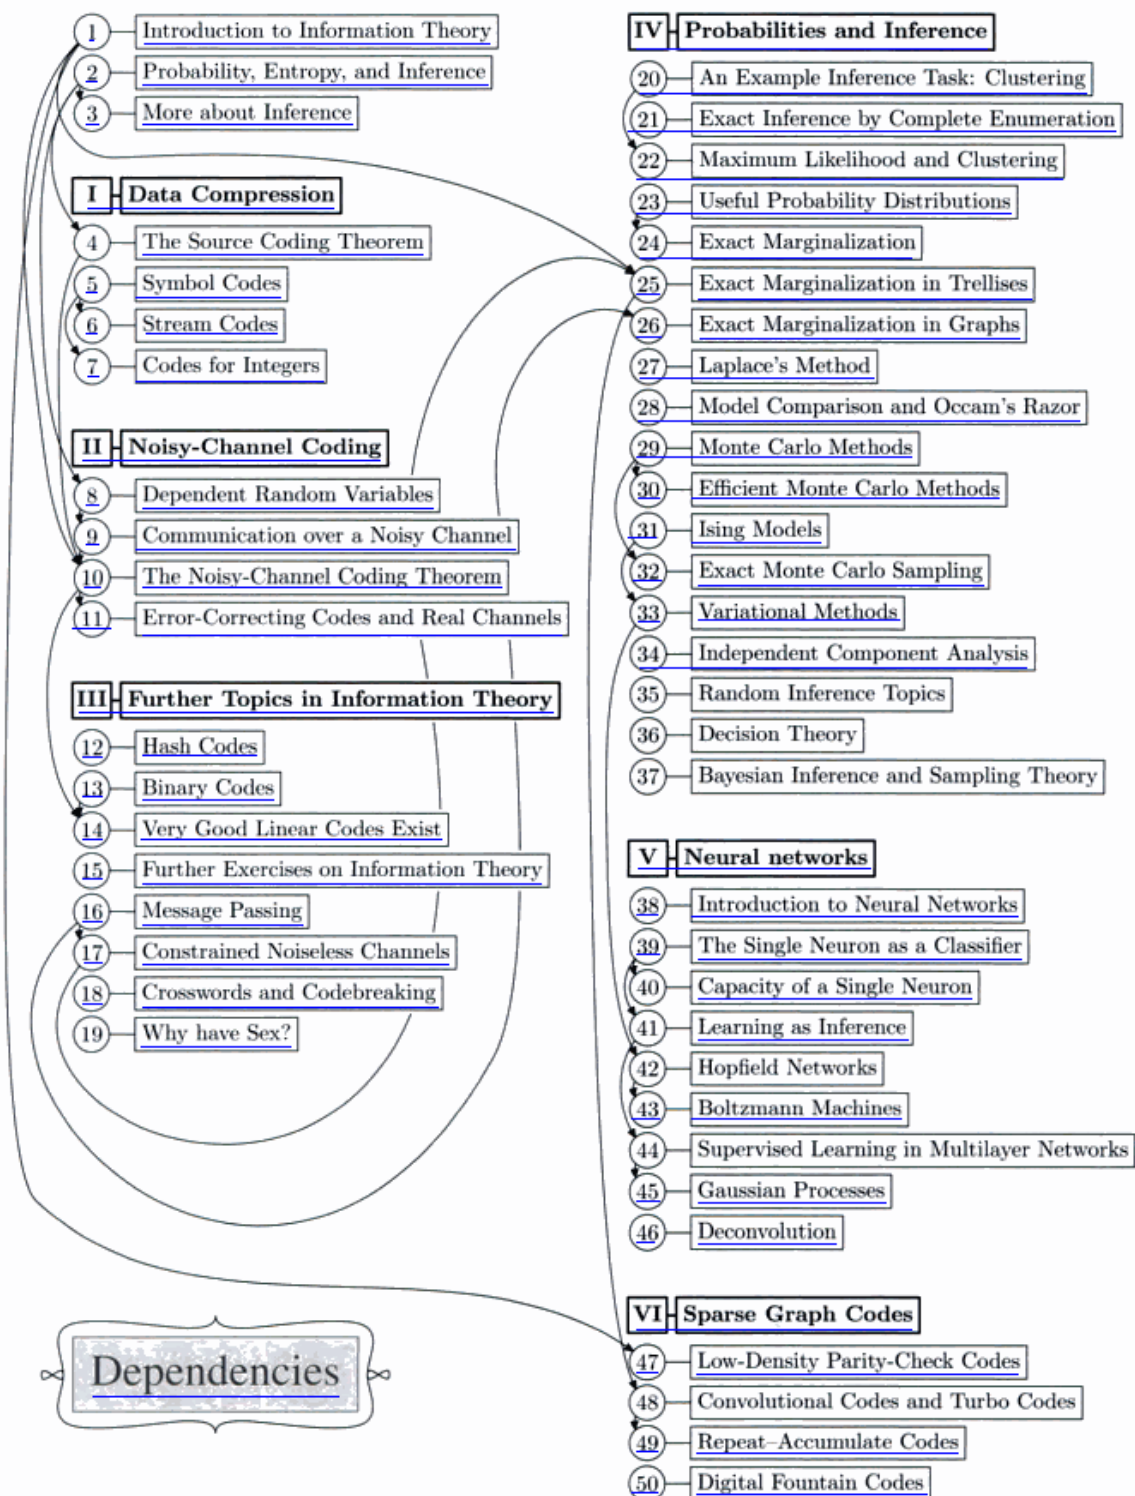 1 Introduction to Information Theory
2 Probability, Entropy, and Inference
3 More about Inference
I Data Compression
4 The Source Coding Theorem
5 Symbol Codes
6 Stream Codes
7 Codes for Integers
II Noisy-Channel Coding
8 Dependent Random Variables
9 Communication over a Noisy Channel
10 The Noisy-Channel Coding Theorem
11 Error-Correcting Codes and Real Channels
III Further Topics in Information Theory
12 Hash Codes
13 Binary Codes
14 Very Good Linear Codes Exist
15 Further Exercises on Information Theory
16 Message Passing
17 Constrained Noiseless Channels
18 Crosswords and Codebreaking
19 Why have Sex?
Dependencies
IV Probabilities and Inference
20 An Example Inference Task: Clustering
21 Exact Inference by Complete Enumeration
22 Maximum Likelihood and Clustering
23 Useful Probability Distributions
24 Exact Marginalization
25 Exact Marginalization in Trellises
26 Exact Marginalization in Graphs
27 Laplace's Method
28 Model Comparison and Occam's Razor
29 Monte Carlo Methods
30 Efficient Monte Carlo Methods
31 Ising Models
32 Exact Monte Carlo Sampling
33 Variational Methods
34 Independent Component Analysis
35 Random Inference Topics
36 Decision Theory
37 Bayesian Inference and Sampling Theory
V Neural networks
38 Introduction to Neural Networks
39 The Single Neuron as a Classifier
40 Capacity of a Single Neuron
41 Learning as Inference
42 Hopfield Networks
43 Boltzmann Machines
44 Supervised Learning in Multilayer Networks
45 Gaussian Processes
46 Deconvolution
VI Sparse Graph Codes
47 Low-Density Parity-Check Codes
48 Convolutional Codes and Turbo Codes
49 Repeat–Accumulate Codes
50 Digital Fountain Codes